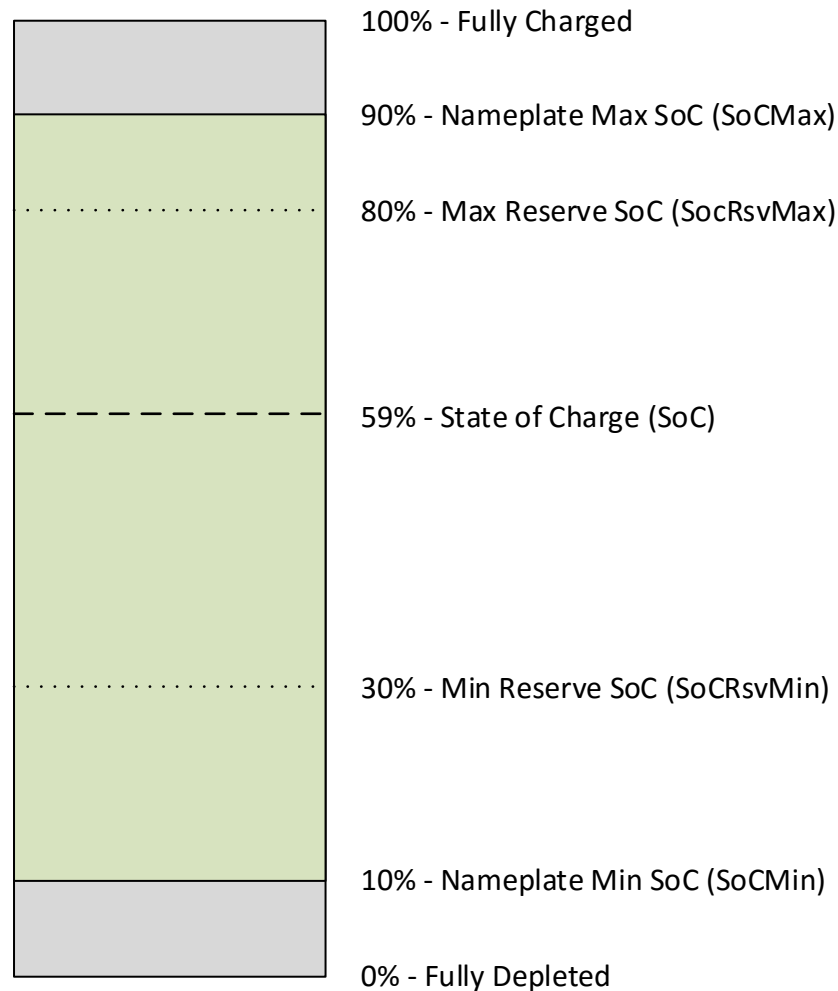 100% - Fully Charged
90% - Nameplate Max SoC (SoCMax)
80% - Max Reserve SoC (SocRsvMax)
59% - State of Charge (SoC)
30% - Min Reserve SoC (SoCRsvMin)
10% - Nameplate Min SoC (SoCMin)
0% - Fully Depleted